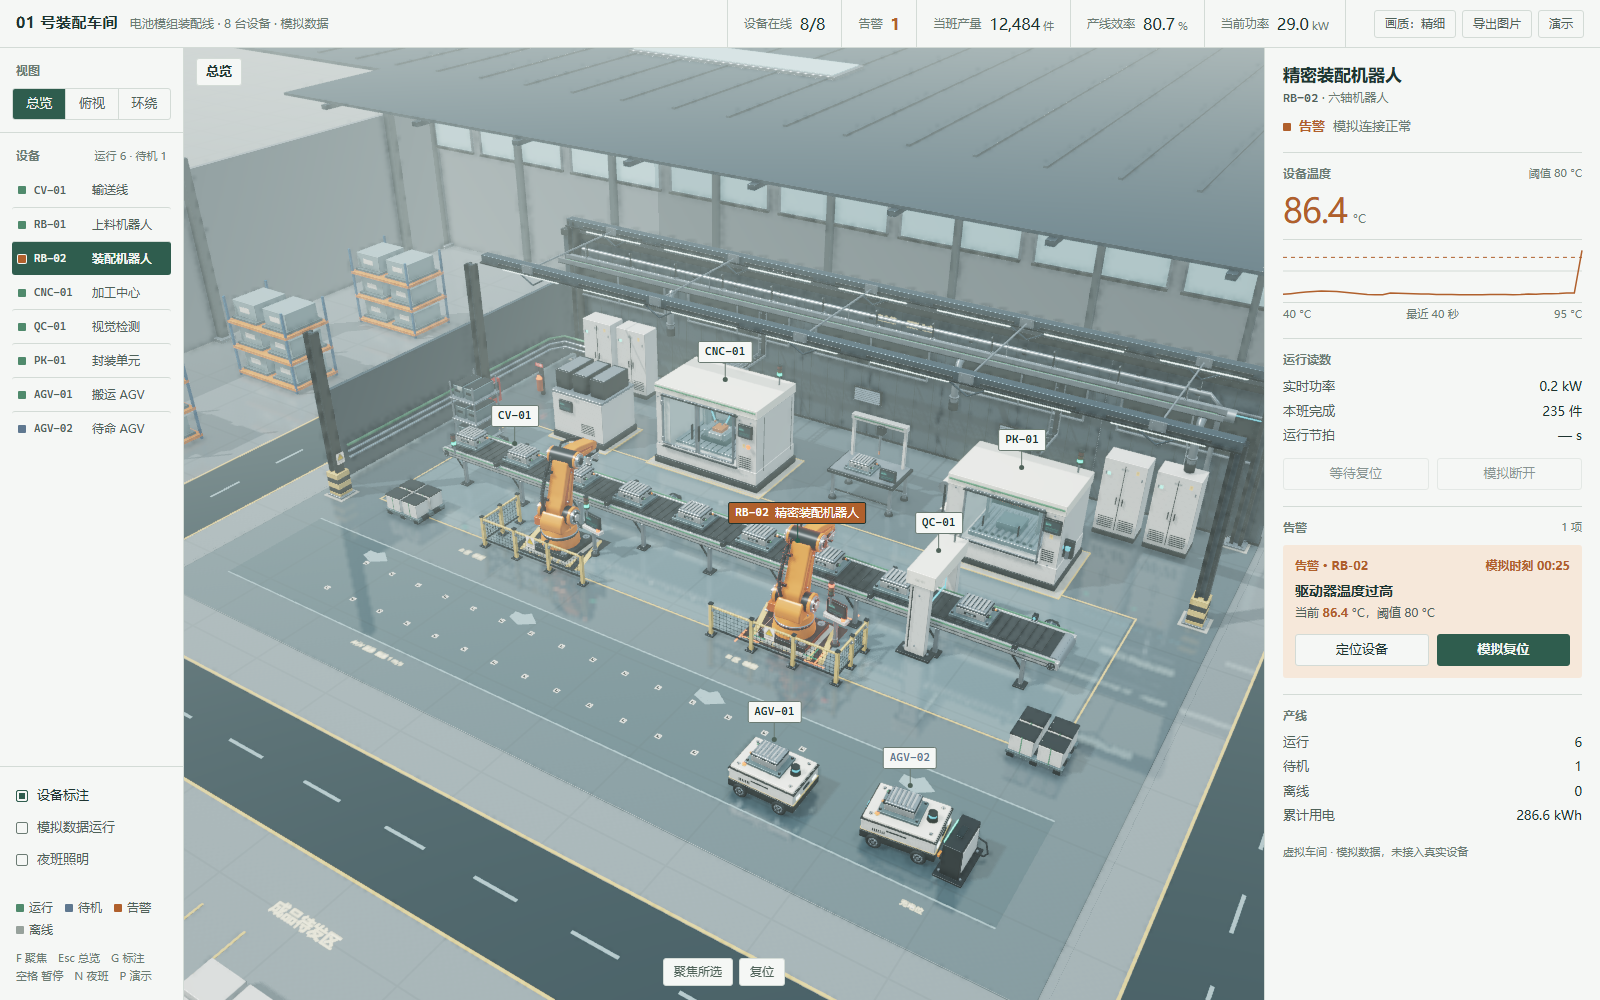 01 号装配车间 电池模组装配线 · 8 台设备 · 模拟数据
设备在线 8/8
告警 1
当班产量 12,484 件
产线效率 80.7 %
当前功率 29.0 kW
画质：精细
导出图片
演示
视图
总览 俯视 环绕
设备 运行 6 · 待机 1
CV-01 输送线
RB-01 上料机器人
RB-02 装配机器人
CNC-01 加工中心
QC-01 视觉检测
PK-01 封装单元
AGV-01 搬运 AGV
AGV-02 待命 AGV
设备标注
模拟数据运行
夜班照明
运行 待机 告警
离线
F 聚焦 Esc 总览 G 标注
空格 暂停 N 夜班 P 演示
总览
CNC-01
CV-01
PK-01
RB-02 精密装配机器人
QC-01
AGV-01
AGV-02
成品待发区
聚焦所选 复位
精密装配机器人
RB-02 · 六轴机器人
告警 模拟连接正常
设备温度 阈值 80 °C
86.4 °C
40 °C 最近 40 秒 95 °C
运行读数
实时功率 0.2 kW
本班完成 235 件
运行节拍 — s
等待复位 模拟断开
告警 1 项
告警 · RB-02 模拟时刻 00:25
驱动器温度过高
当前 86.4 °C，阈值 80 °C
定位设备 模拟复位
产线
运行 6
待机 1
离线 0
累计用电 286.6 kWh
虚拟车间 · 模拟数据，未接入真实设备